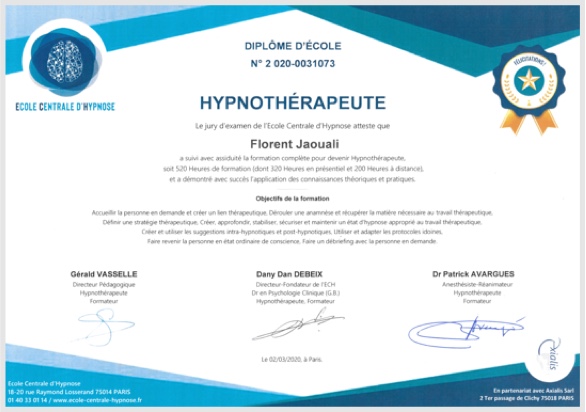 DIPLÔME D'ÉCOLE
N° 2 020-0031073
FÉLICITATIONS !
ECOLE CENTRALE D'HYPNOSE
HYPNOTHÉRAPEUTE
Le jury d'examen de l'Ecole Centrale d'Hypnose atteste que
Florent Jaouali
a suivi avec assiduité la formation complète pour devenir Hypnothérapeute,
soit 520 Heures de formation (dont 320 Heures en présentiel et 200 Heures à distance),
et a démontré avec succès l'application des connaissances théoriques et pratiques.
Objectifs de la formation
Accueillir la personne en demande et créer un lien thérapeutique, Dérouler une anamnèse et récupérer la matière nécessaire au travail thérapeutique,
Définir une stratégie thérapeutique, Créer, approfondir, stabiliser, sécuriser et maintenir un état d'hypnose approprié au travail thérapeutique,
Créer et utiliser les suggestions intra-hypnotiques et post-hypnotiques, Utiliser et adapter les protocoles idoines,
Faire revenir la personne en état ordinaire de conscience, Faire un débriefing avec la personne en demande.
Gérald VASSELLE
Directeur Pédagogique
Hypnothérapeute
Formateur
Dany Dan DEBEIX
Directeur-Fondateur de l'ECH
Dr en Psychologie Clinique (G.B.)
Hypnothérapeute, Formateur
Dr Patrick AVARGUES
Anesthésiste-Réanimateur
Hypnothérapeute
Formateur
Le 02/03/2020, à Paris.
axialis
Ecole Centrale d'Hypnose
18-20 rue Raymond Losserand 75014 PARIS
01 40 33 01 14 / www.ecole-centrale-hypnose.fr
En partenariat avec Axialis Sarl
2 Ter passage de Clichy 75018 PARIS